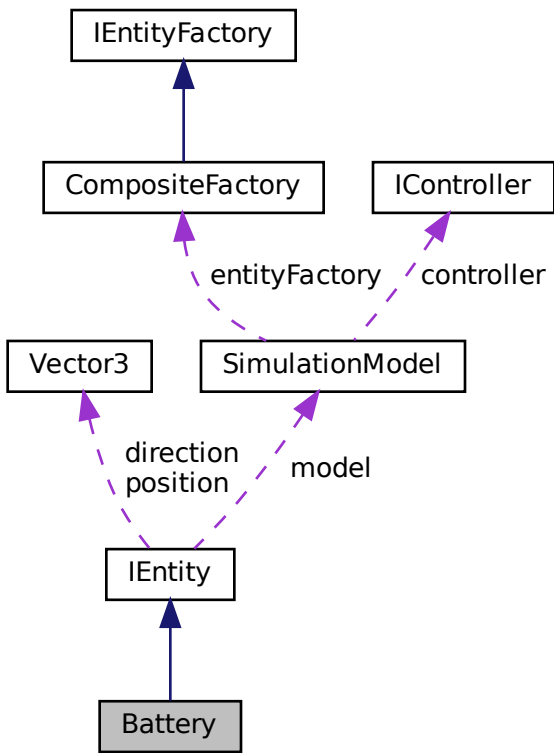 IEntityFactory
CompositeFactory
IController
entityFactory
controller
Vector3
SimulationModel
direction
position
model
IEntity
Battery